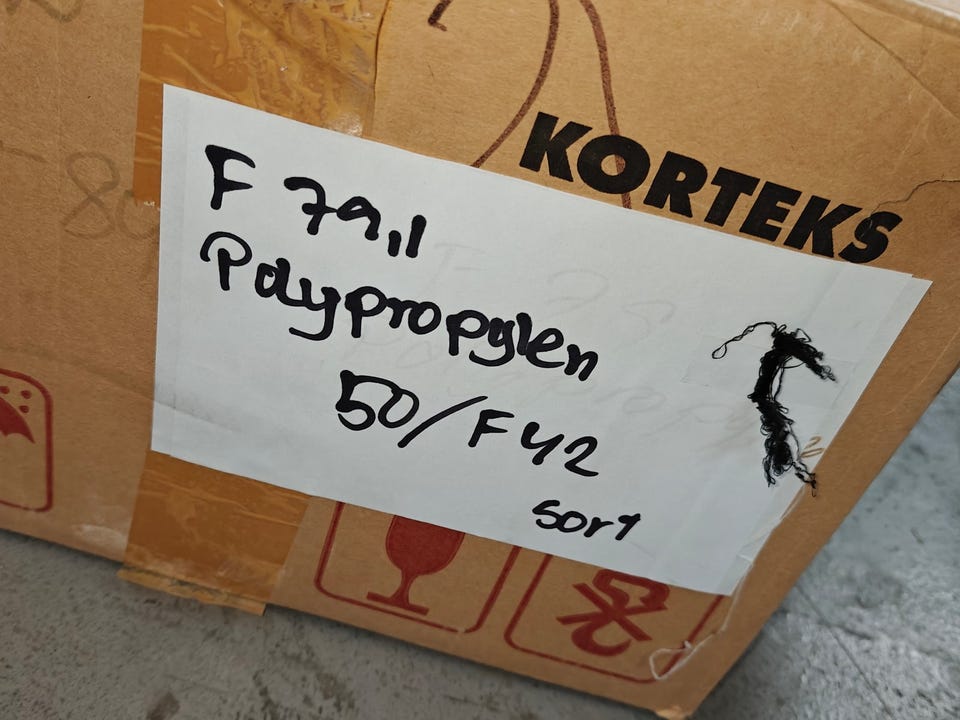 KORTEKS
F 79,1
Polypropylen
50/F42
sort